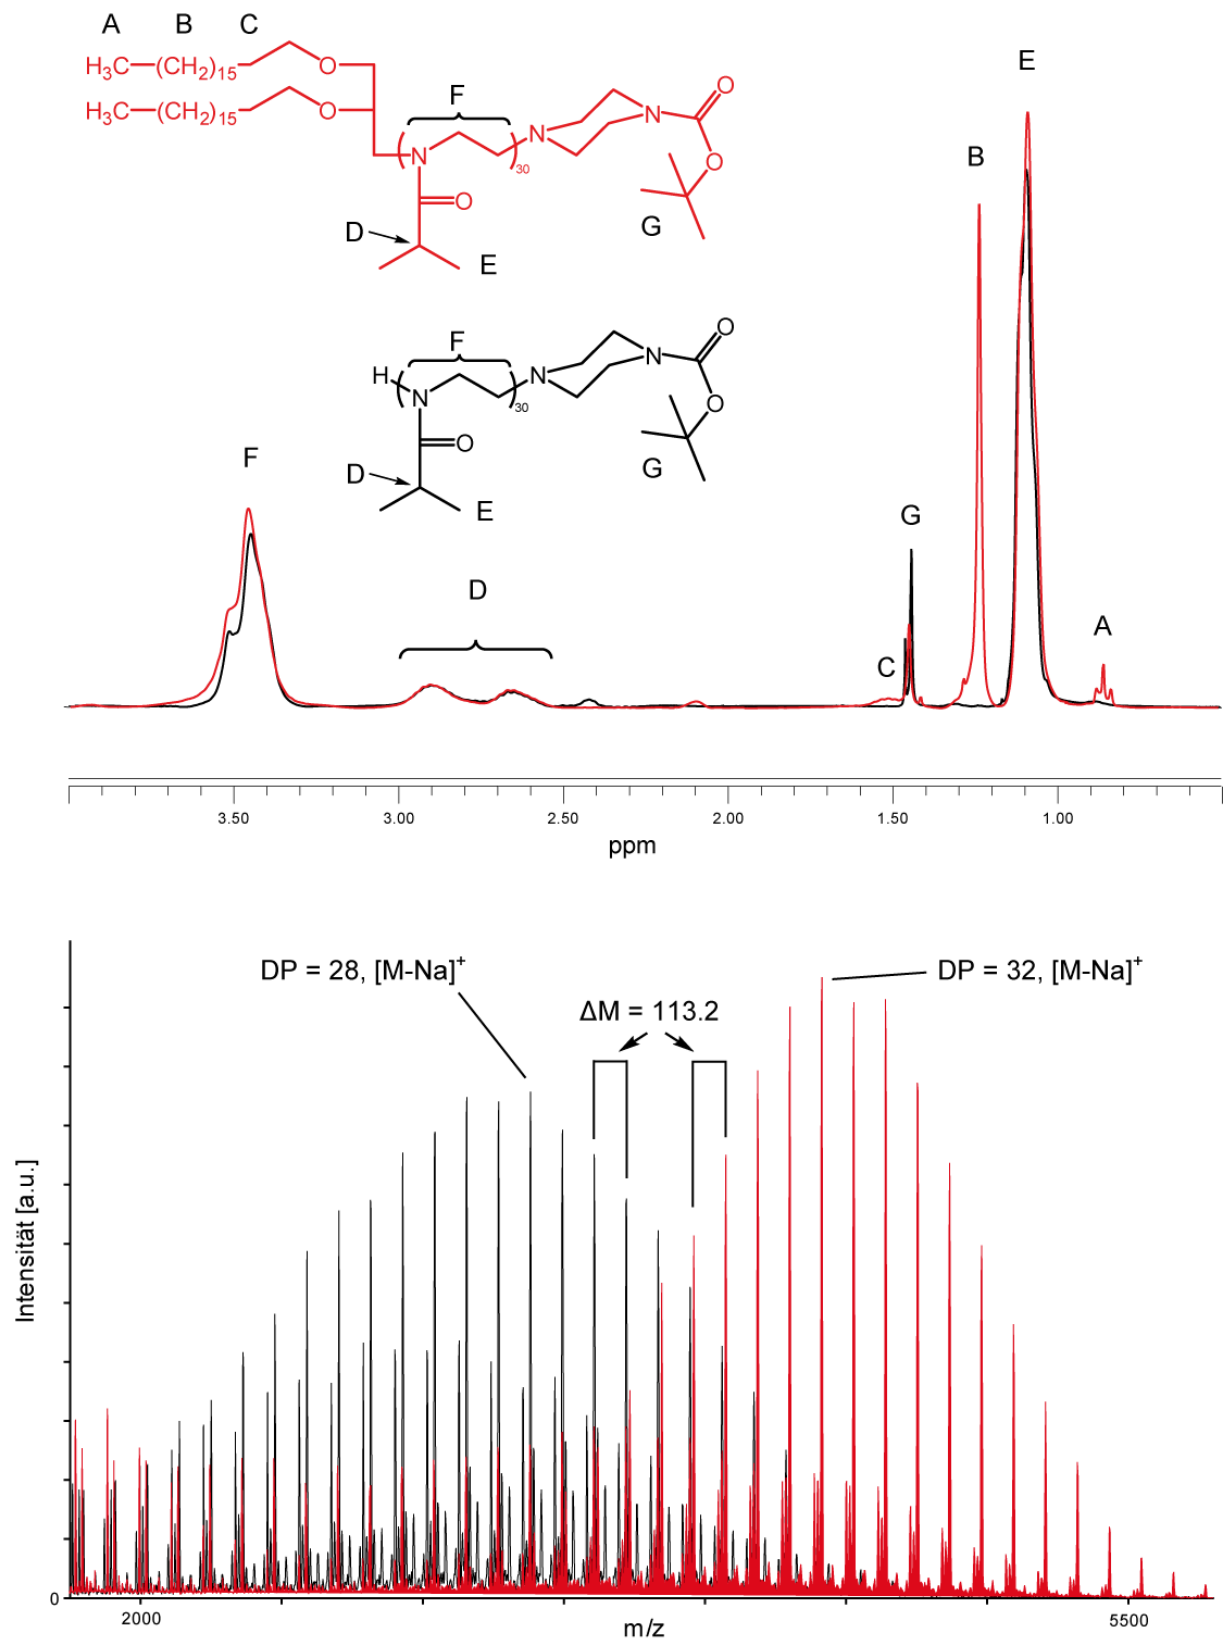 A B C
H₃C—(CH₂)₁₅ O
H₃C—(CH₂)₁₅ O
F
N 30 N N O
O
O
D
E
G
F
H N 30 N N O
O
O
D
E
G
F
D
C
G
B
E
A
3.50 3.00 2.50 2.00 1.50 1.00
ppm
DP = 28, [M-Na]⁺
DP = 32, [M-Na]⁺
ΔM = 113.2
Intensität [a.u.]
0
2000 5500
m/z